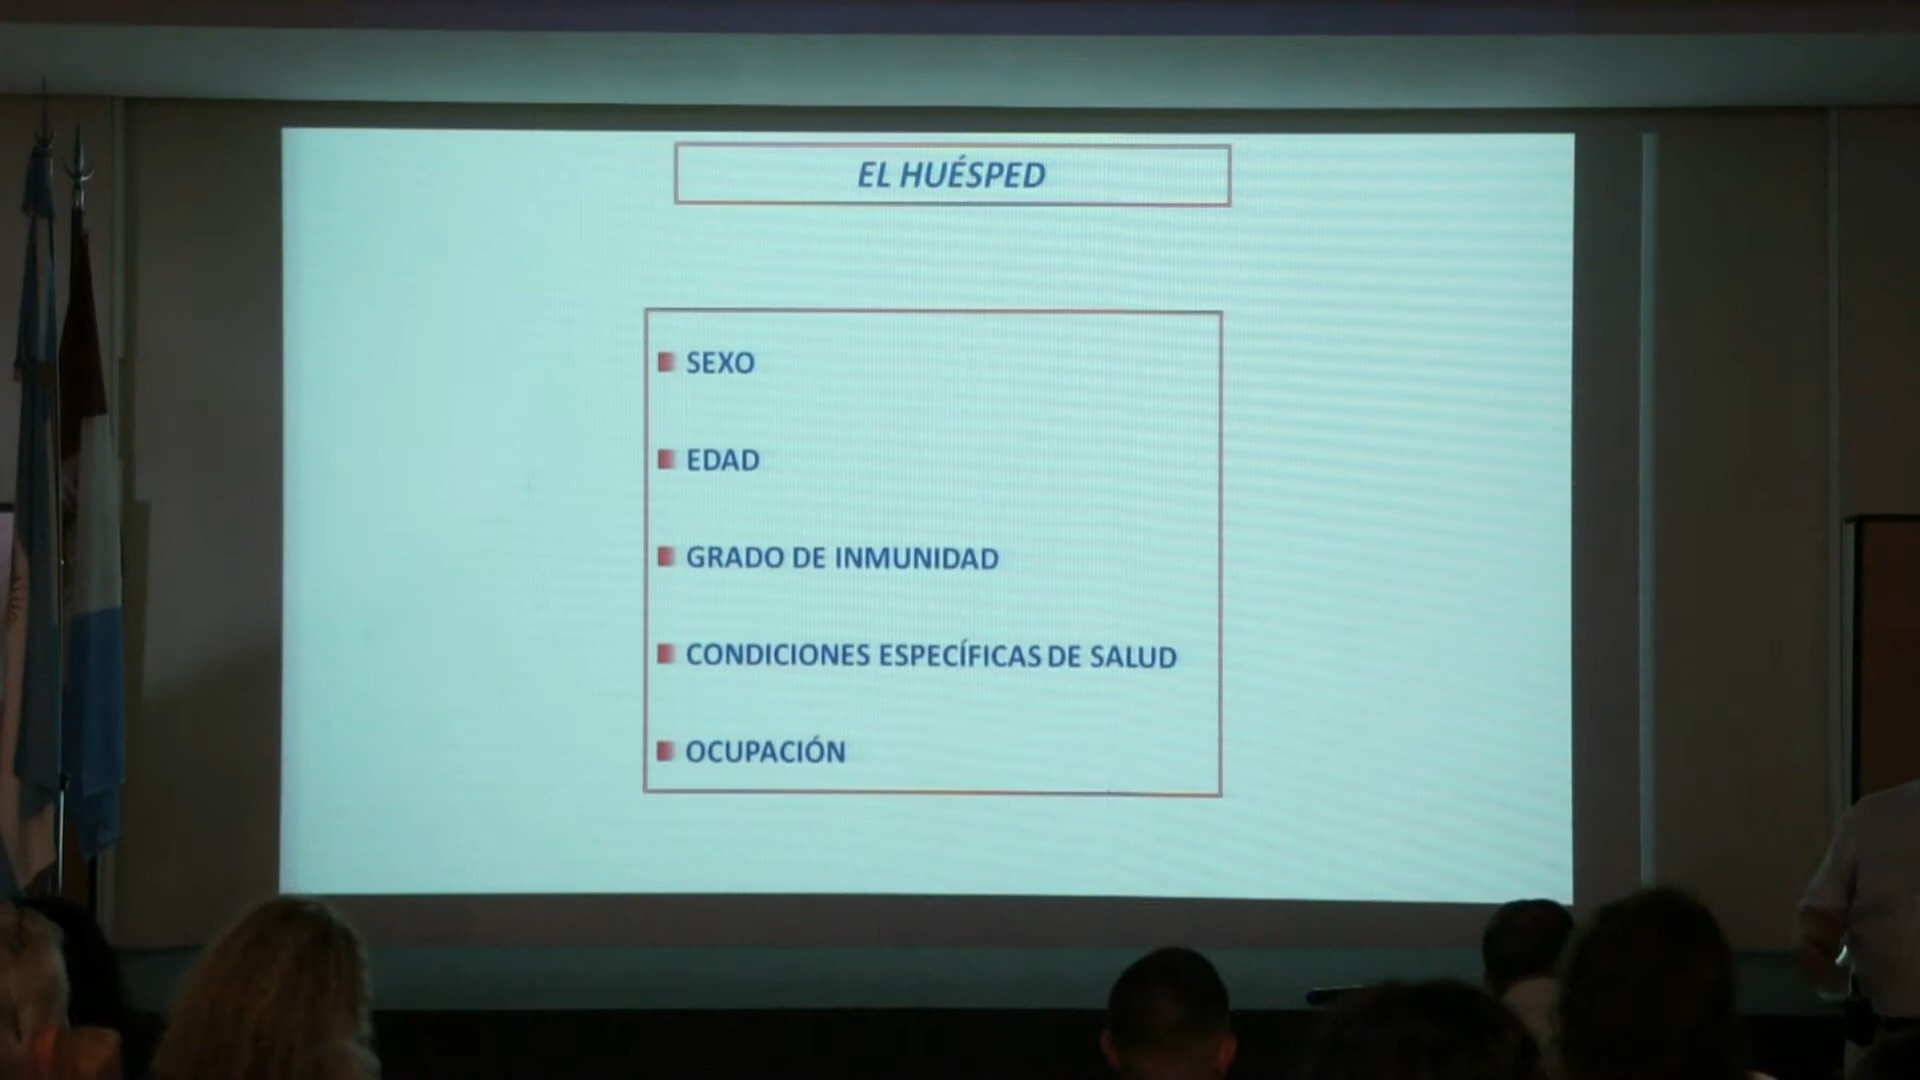 EL HUÉSPED
SEXO
EDAD
GRADO DE INMUNIDAD
CONDICIONES ESPECÍFICAS DE SALUD
OCUPACIÓN